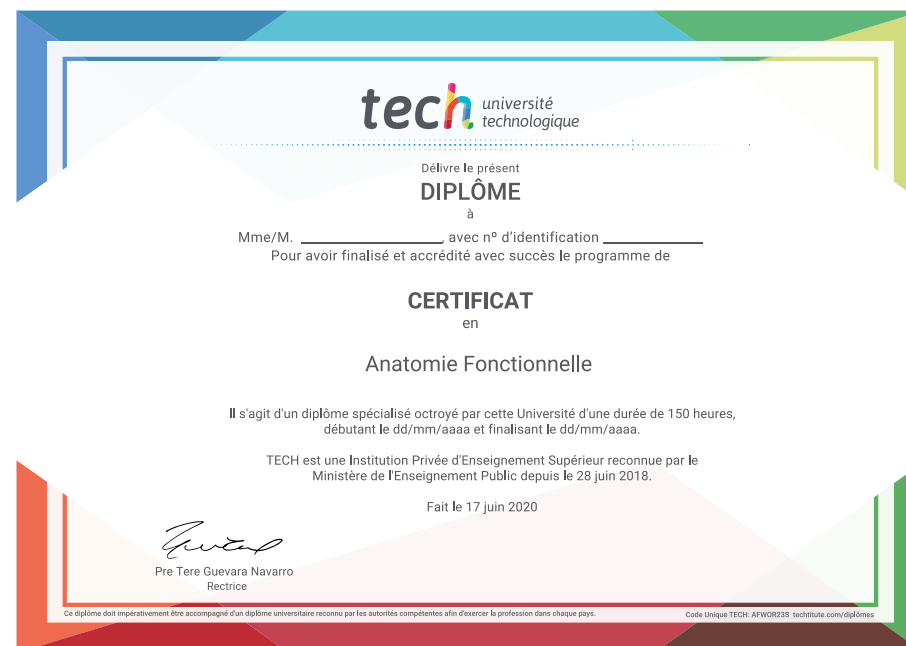 tech université
technologique
Délivre le présent
DIPLÔME
à
Mme/M. ____________________, avec nº d'identification ______________
Pour avoir finalisé et accrédité avec succès le programme de
CERTIFICAT
en
Anatomie Fonctionnelle
Il s'agit d'un diplôme spécialisé octroyé par cette Université d'une durée de 150 heures,
débutant le dd/mm/aaaa et finalisant le dd/mm/aaaa.
TECH est une Institution Privée d'Enseignement Supérieur reconnue par le
Ministère de l'Enseignement Public depuis le 28 juin 2018.
Fait le 17 juin 2020
Pre Tere Guevara Navarro
Rectrice
Ce diplôme doit impérativement être accompagné d'un diplôme universitaire reconnu par les autorités compétentes afin d'exercer la profession dans chaque pays.
Code Unique TECH: AFWOR23S techtitute.com/diplômes